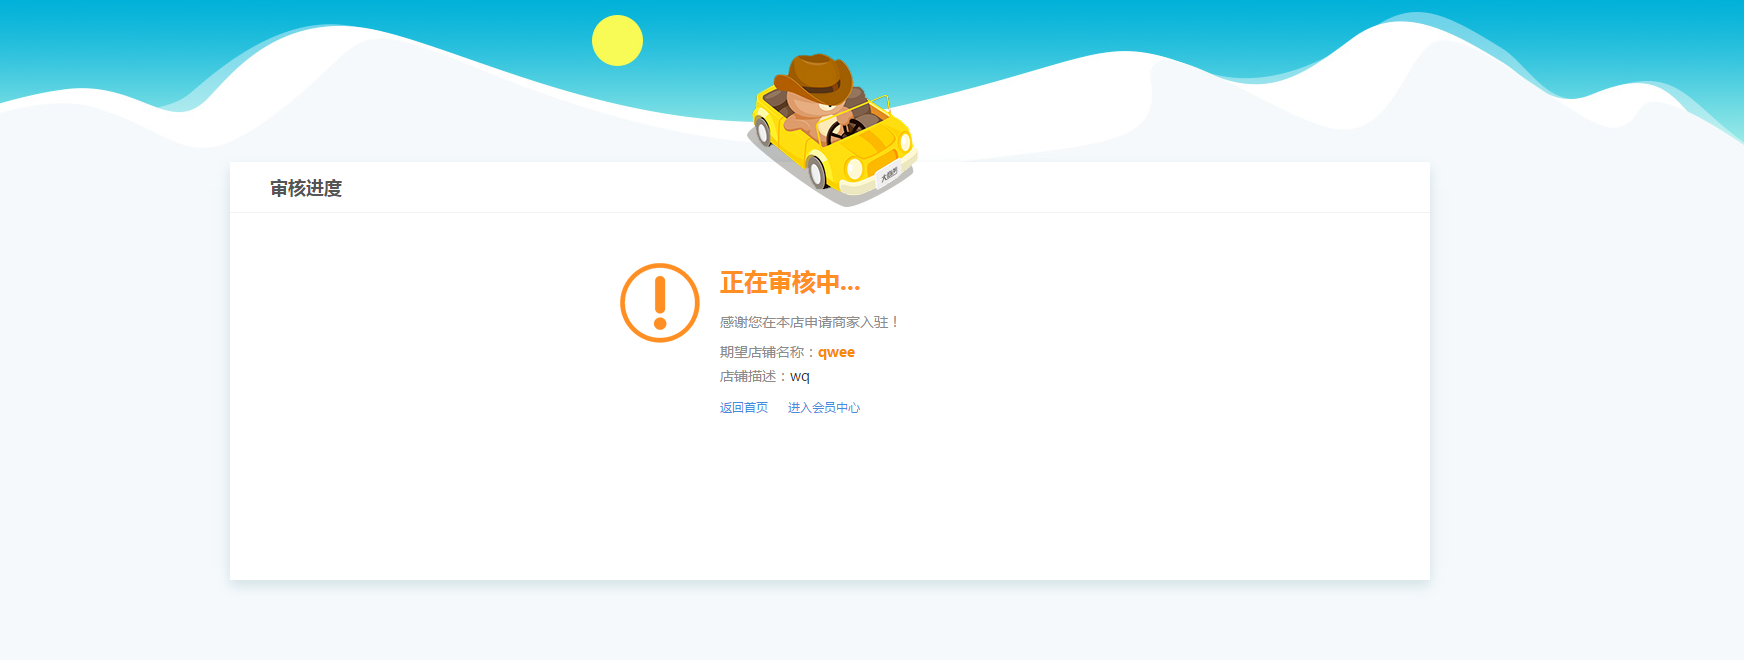 审核进度
正在审核中...
感谢您在本店申请商家入驻！
期望店铺名称：qwee
店铺描述：wq
返回首页 进入会员中心